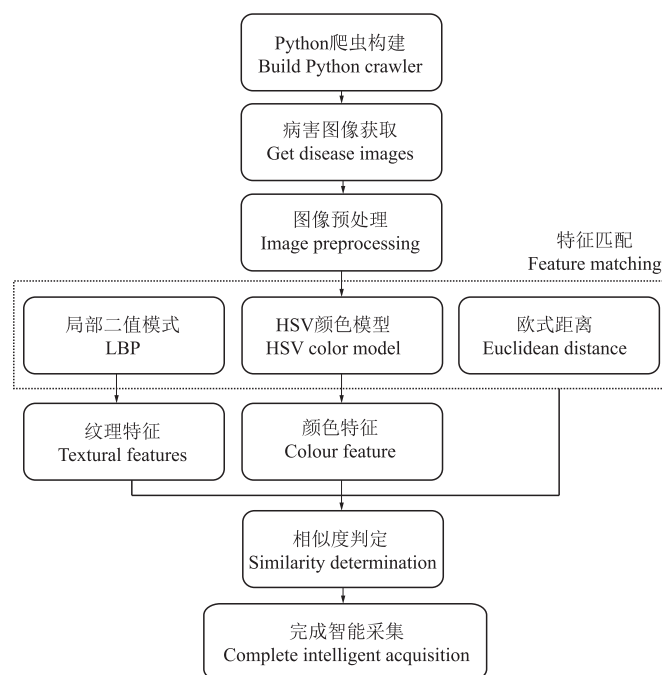 Python爬虫构建
Build Python crawler
病害图像获取
Get disease images
图像预处理
Image preprocessing
特征匹配
Feature matching
局部二值模式
LBP
HSV颜色模型
HSV color model
欧式距离
Euclidean distance
纹理特征
Textural features
颜色特征
Colour feature
相似度判定
Similarity determination
完成智能采集
Complete intelligent acquisition